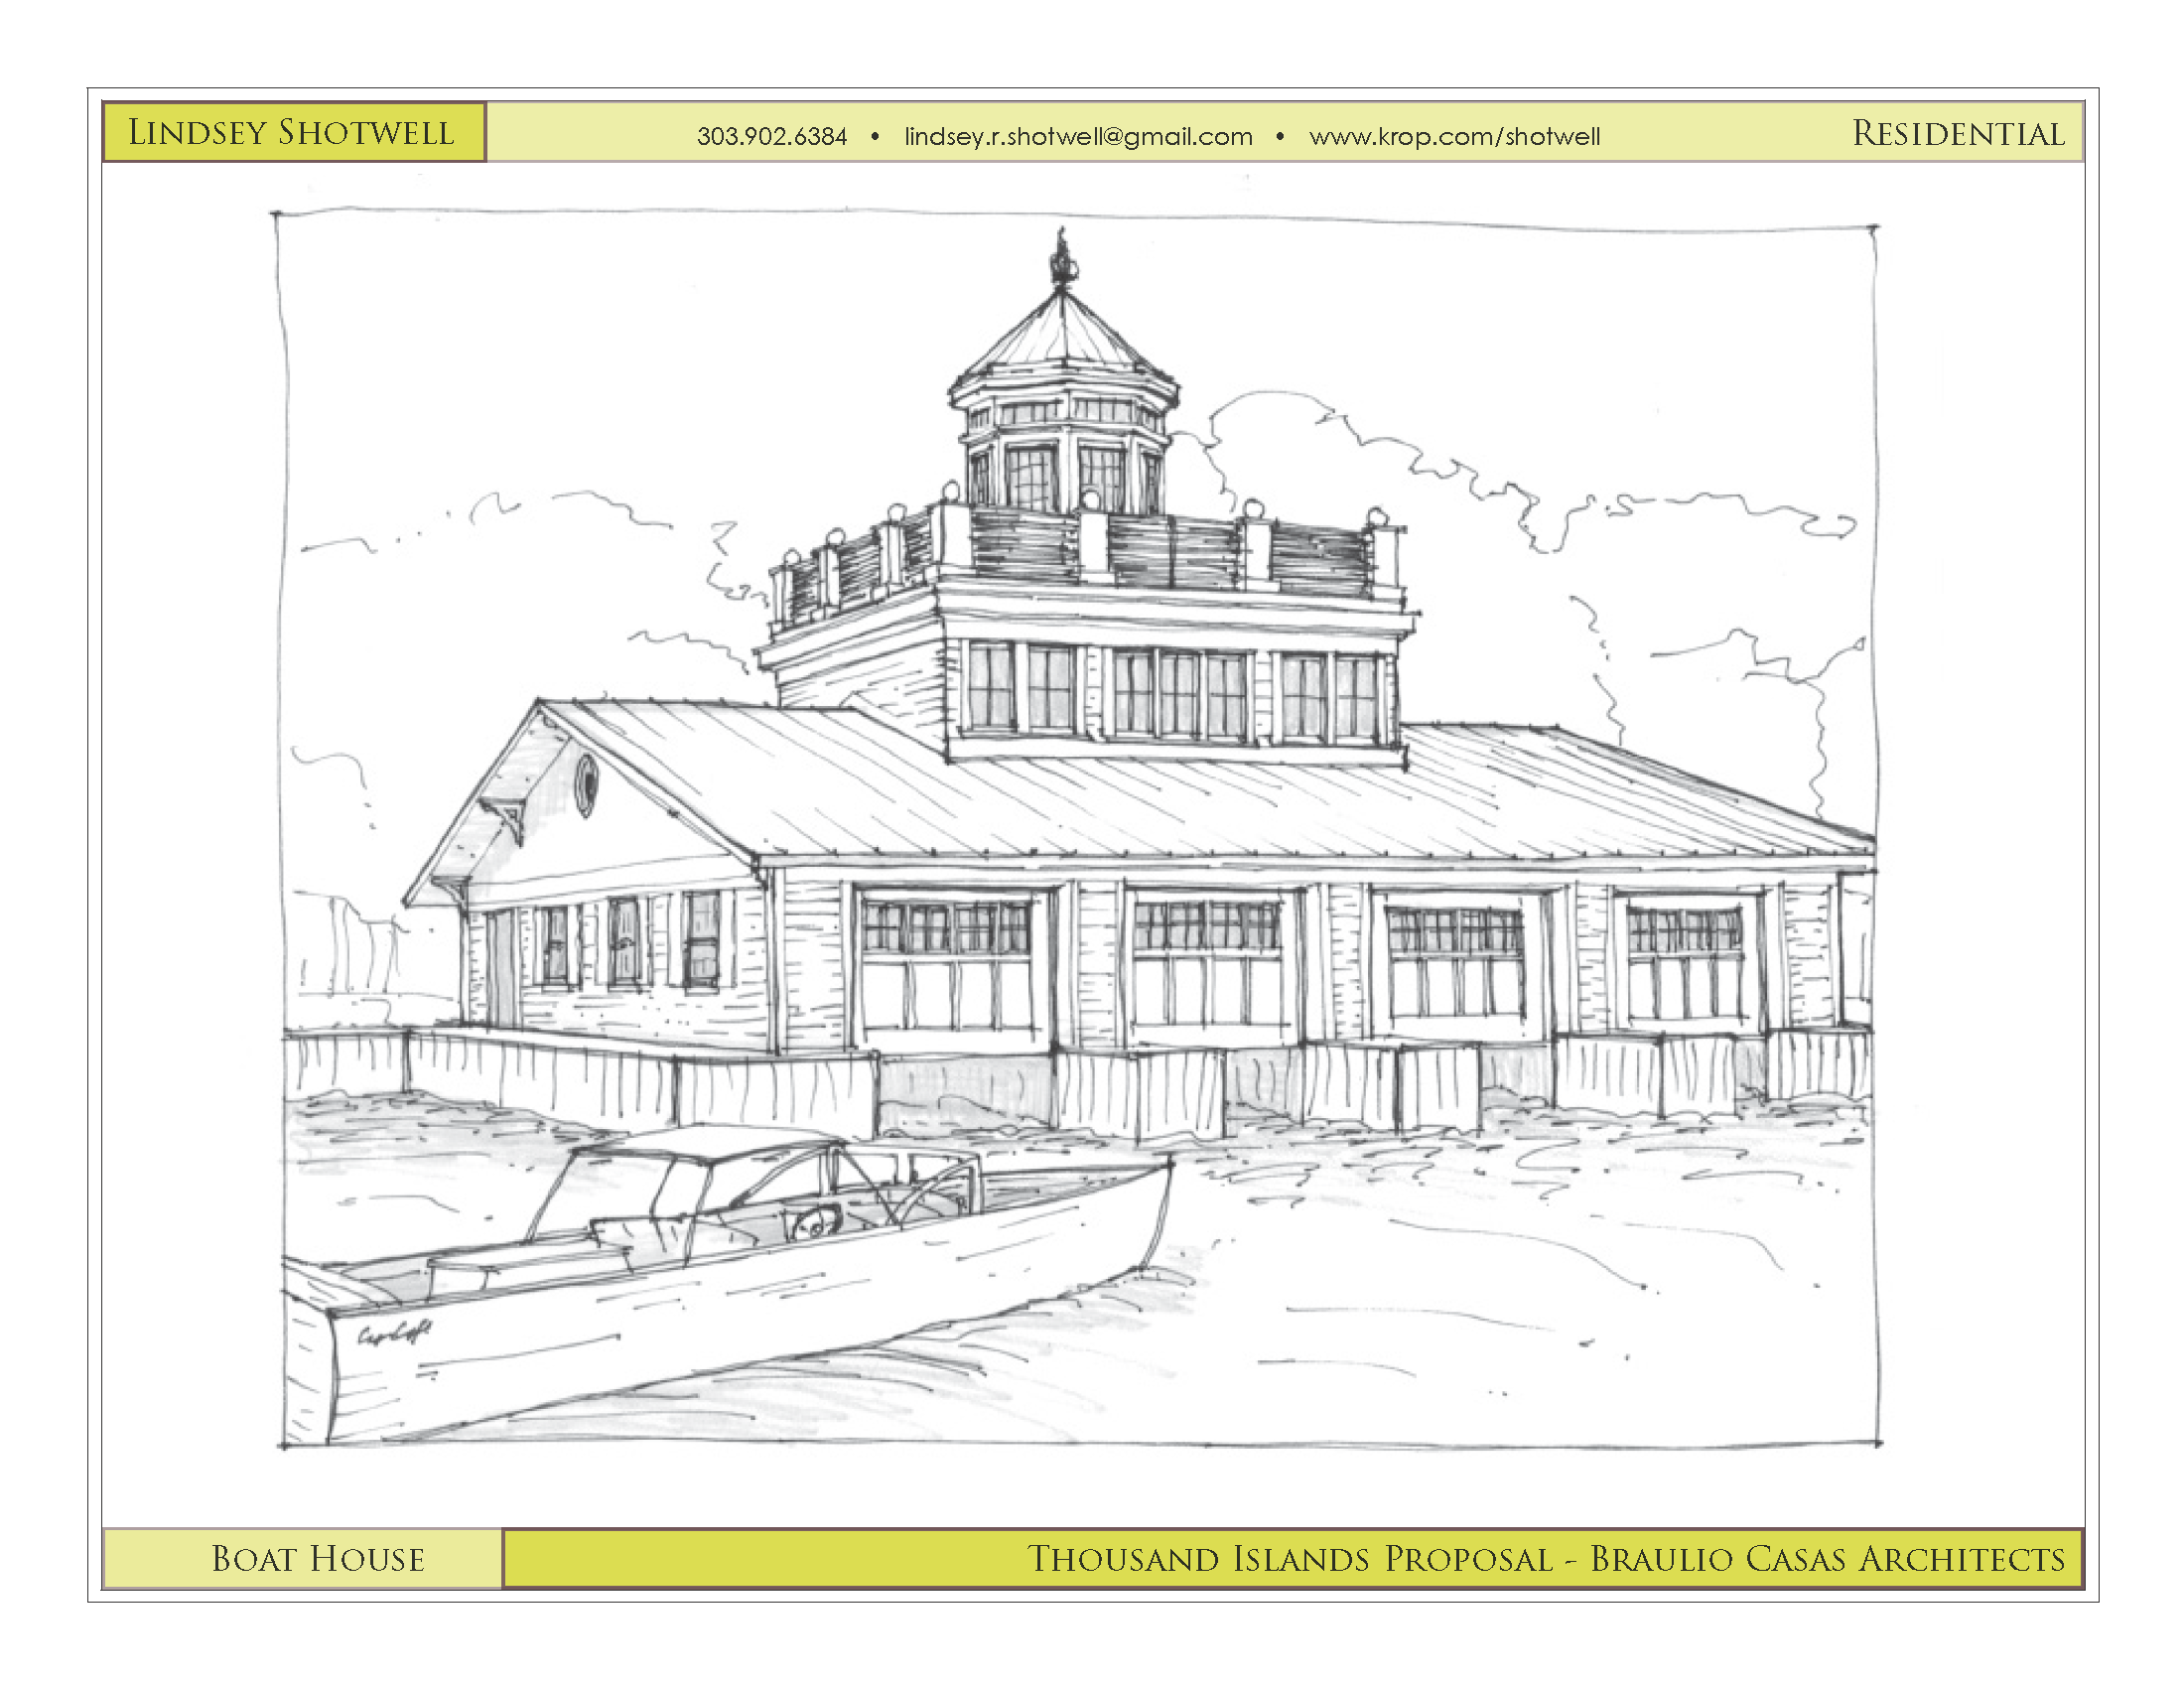 LINDSEY SHOTWELL
303.902.6384 • lindsey.r.shotwell@gmail.com • www.krop.com/shotwell
RESIDENTIAL
BOAT HOUSE
THOUSAND ISLANDS PROPOSAL - BRAULIO CASAS ARCHITECTS